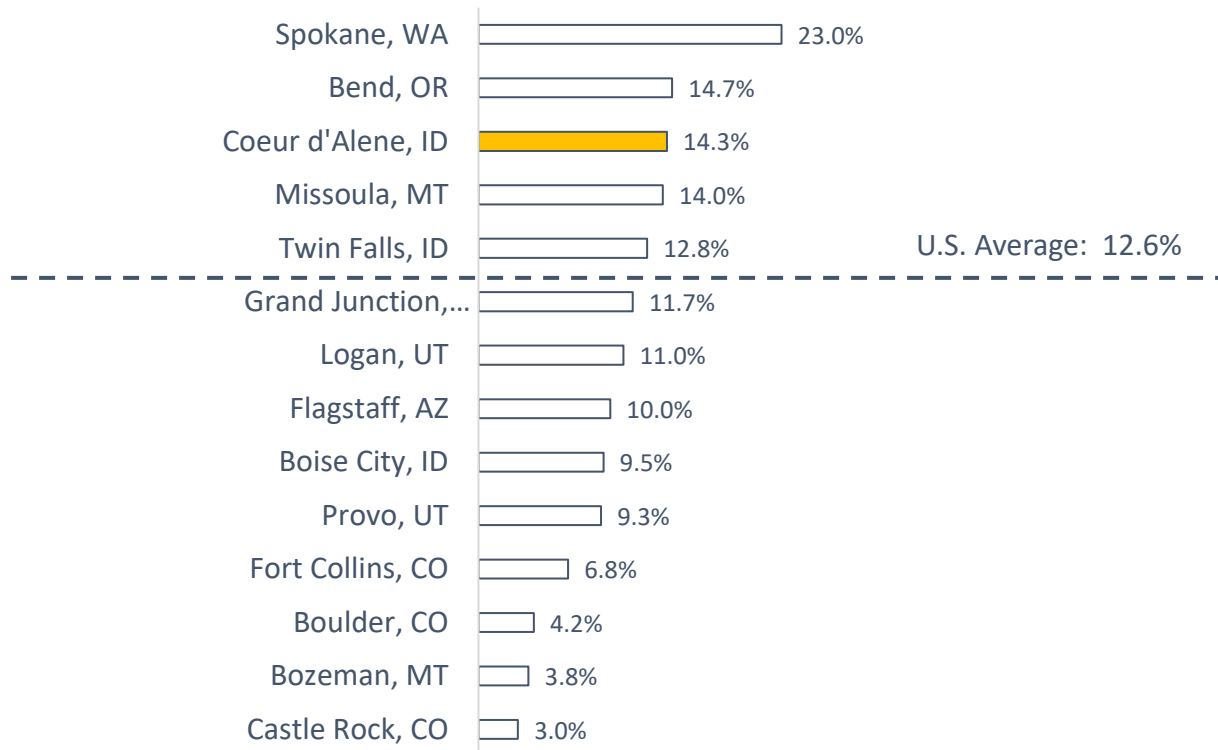 Spokane, WA 23.0%
Bend, OR 14.7%
Coeur d'Alene, ID 14.3%
Missoula, MT 14.0%
Twin Falls, ID 12.8% U.S. Average: 12.6%
Grand Junction,... 11.7%
Logan, UT 11.0%
Flagstaff, AZ 10.0%
Boise City, ID 9.5%
Provo, UT 9.3%
Fort Collins, CO 6.8%
Boulder, CO 4.2%
Bozeman, MT 3.8%
Castle Rock, CO 3.0%